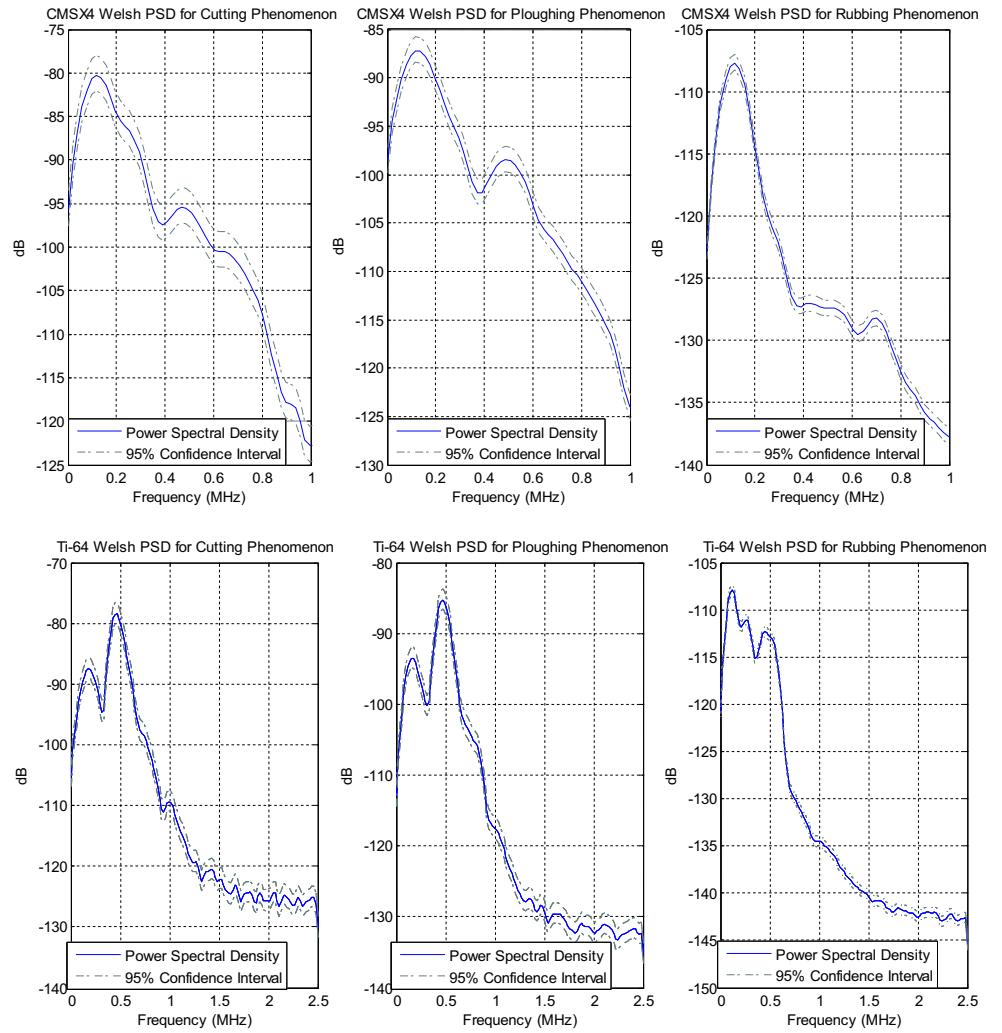 CMSX4 Welsh PSD for Cutting Phenomenon
-75
-80
-85
-90
-95
-100
-105
-110
-115
-120
-125
dB
0
0.2
0.4
0.6
0.8
1
Frequency (MHz)
Power Spectral Density
95% Confidence Interval
CMSX4 Welsh PSD for Ploughing Phenomenon
-85
-90
-95
-100
-105
-110
-115
-120
-125
-130
dB
0
0.2
0.4
0.6
0.8
1
Frequency (MHz)
Power Spectral Density
95% Confidence Interval
CMSX4 Welsh PSD for Rubbing Phenomenon
-110
-115
-120
-125
-130
-135
-140
dB
0
0.2
0.4
0.6
0.8
1
Frequency (MHz)
Power Spectral Density
95% Confidence Interval
Ti-64 Welsh PSD for Cutting Phenomenon
-70
-80
-90
-100
-110
-120
-130
-140
dB
0
0.5
1
1.5
2
2.5
Frequency (MHz)
Power Spectral Density
95% Confidence Interval
Ti-64 Welsh PSD for Ploughing Phenomenon
-80
-90
-100
-110
-120
-130
-140
dB
0
0.5
1
1.5
2
2.5
Frequency (MHz)
Power Spectral Density
95% Confidence Interval
Ti-64 Welsh PSD for Rubbing Phenomenon
-105
-110
-115
-120
-125
-130
-135
-140
-145
-150
dB
0
0.5
1
1.5
2
2.5
Frequency (MHz)
Power Spectral Density
95% Confidence Interval